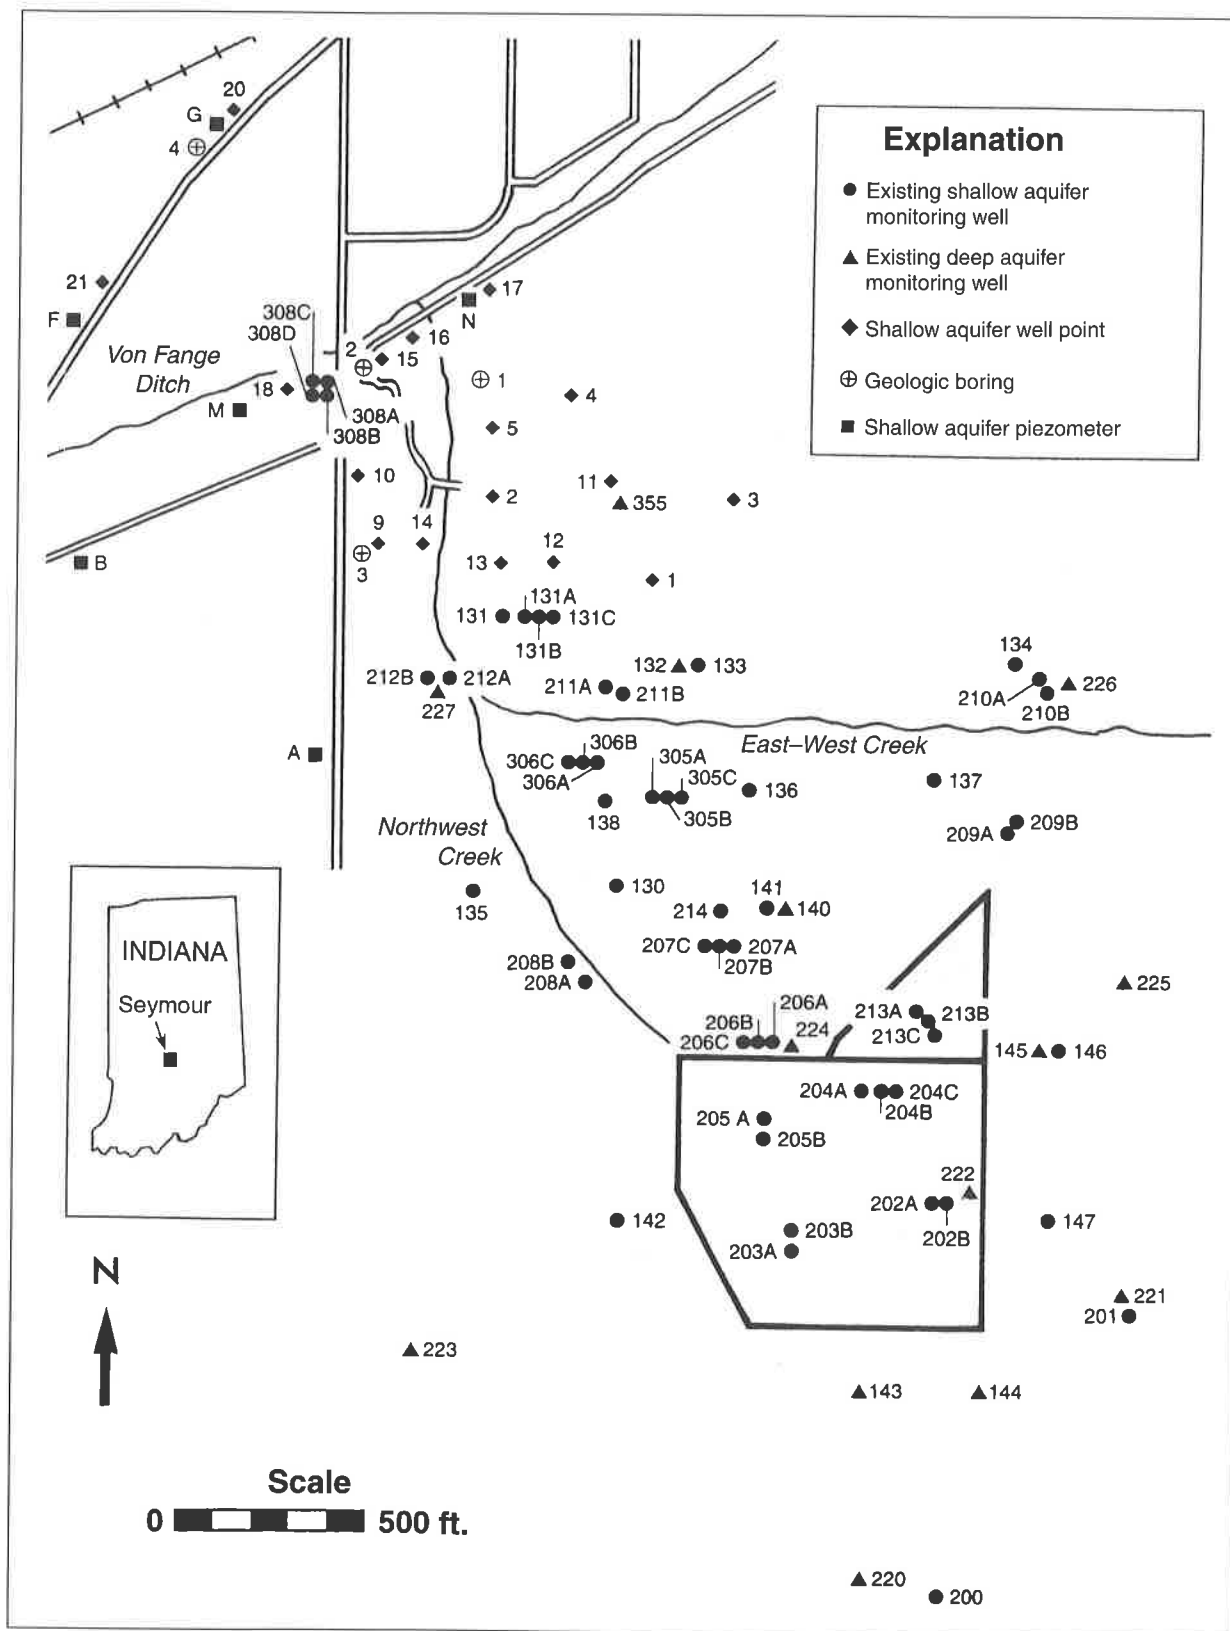 20
G
4
21
F
308C
308D
Von Fange
Ditch
18
M
2
15
16
17
N
308A
308B
1
4
5
10
2
11
355
3
9
14
3
B
13
12
1
131
131A
131B
131C
132
133
134
210A
210B
226
212B
212A
227
211A
211B
East–West Creek
A
306C
306B
306A
305A
305C
305B
138
136
137
209B
209A
Northwest
Creek
135
130
141
140
214
207C
207A
207B
208B
208A
225
206A
206B
206C
224
213A
213B
213C
145
146
204A
204C
204B
205 A
205B
222
202A
202B
203B
203A
142
147
221
201
223
143
144
220
200
Explanation
Existing shallow aquifer
monitoring well
Existing deep aquifer
monitoring well
Shallow aquifer well point
Geologic boring
Shallow aquifer piezometer
INDIANA
Seymour
N
Scale
0 500 ft.